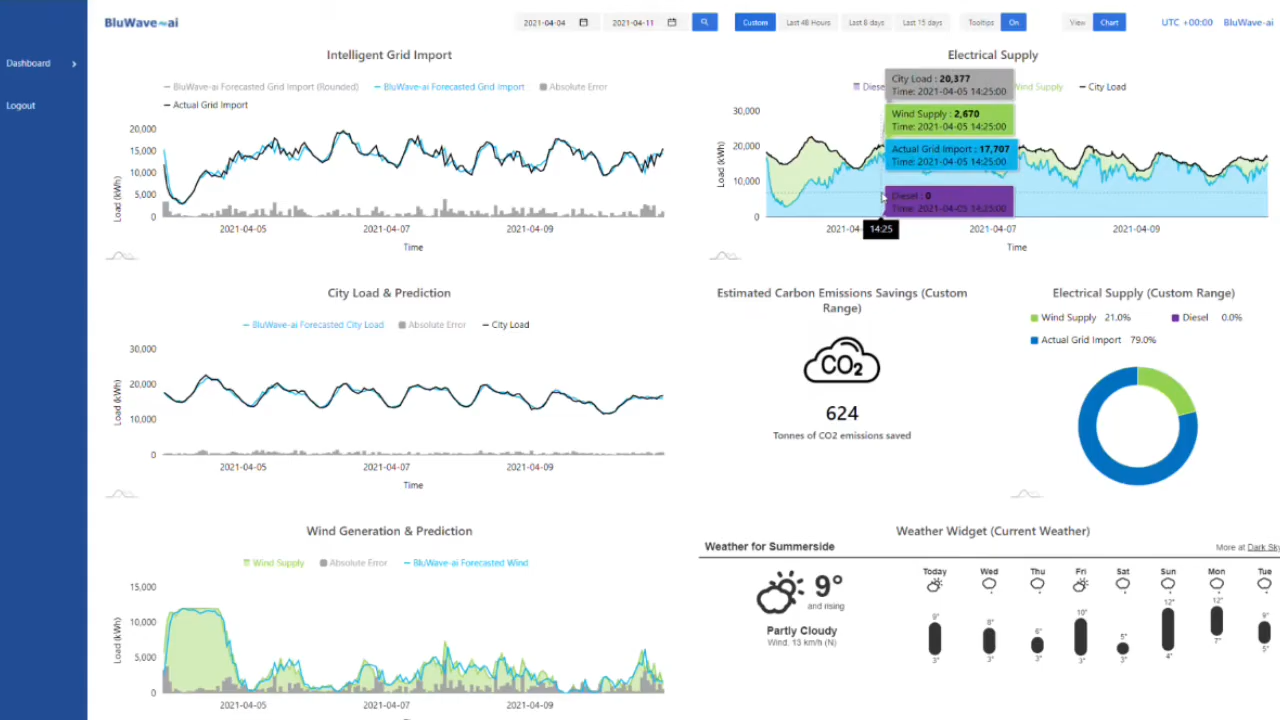 BluWave~ai
2021-04-04
2021-04-11
Custom
Last 48 Hours
Last 8 days
Last 15 days
Tooltips
On
View
Chart
UTC +00:00
BluWave-ai
Dashboard
Logout
Intelligent Grid Import
BluWave-ai Forecasted Grid Import (Rounded)
BluWave-ai Forecasted Grid Import
Absolute Error
Actual Grid Import
20,000
15,000
10,000
5,000
0
Load (kWh)
2021-04-05
2021-04-07
2021-04-09
Time
Electrical Supply
Wind Supply
City Load
City Load : 20,377
Time: 2021-04-05 14:25:00
Wind Supply : 2,670
Time: 2021-04-05 14:25:00
Actual Grid Import : 17,707
Time: 2021-04-05 14:25:00
Diesel : 0
Time: 2021-04-05 14:25:00
14:25
30,000
20,000
10,000
0
Load (kWh)
2021-04-07
2021-04-09
Time
City Load & Prediction
BluWave-ai Forecasted City Load
Absolute Error
City Load
30,000
20,000
10,000
0
Load (kWh)
2021-04-05
2021-04-07
2021-04-09
Time
Estimated Carbon Emissions Savings (Custom
Range)
CO2
624
Tonnes of CO2 emissions saved
Electrical Supply (Custom Range)
Wind Supply 21.0%
Diesel 0.0%
Actual Grid Import 79.0%
Wind Generation & Prediction
Wind Supply
Absolute Error
BluWave-ai Forecasted Wind
15,000
10,000
5,000
0
Load (kWh)
2021-04-05
2021-04-07
2021-04-09
Weather Widget (Current Weather)
Weather for Summerside
More at Dark Sky
9°
and rising
Partly Cloudy
Wind: 13 km/h (N)
Today Wed Thu Fri Sat Sun Mon Tue
9° 8° 6° 10° 5° 12° 12° 9°
3° 3° 3° 3° 3° 4° 7° 5°